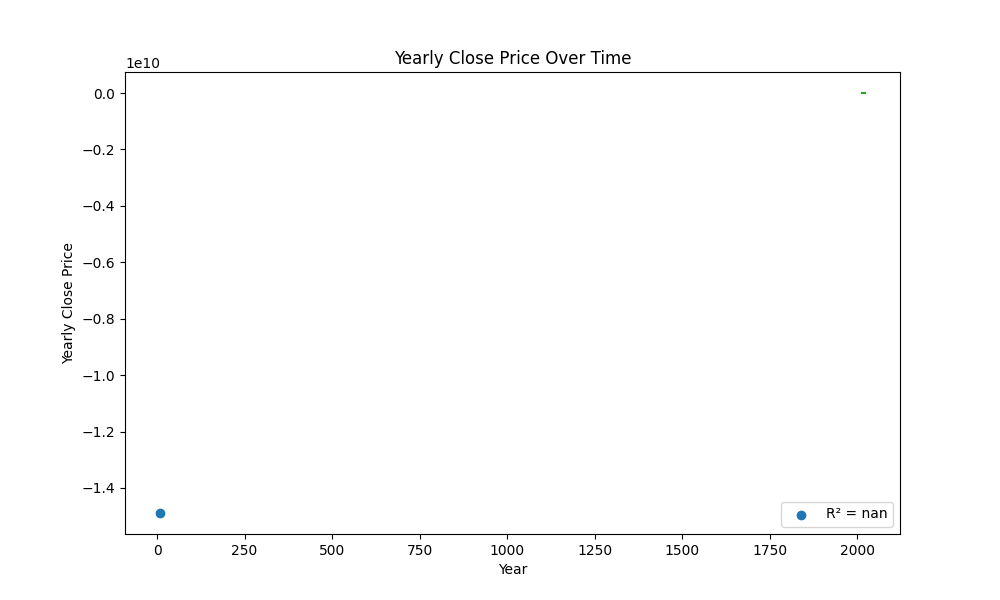 Yearly Close Price Over Time
1e10
0.0
−0.2
−0.4
−0.6
−0.8
−1.0
−1.2
−1.4
Yearly Close Price
R² = nan
0 250 500 750 1000 1250 1500 1750 2000
Year